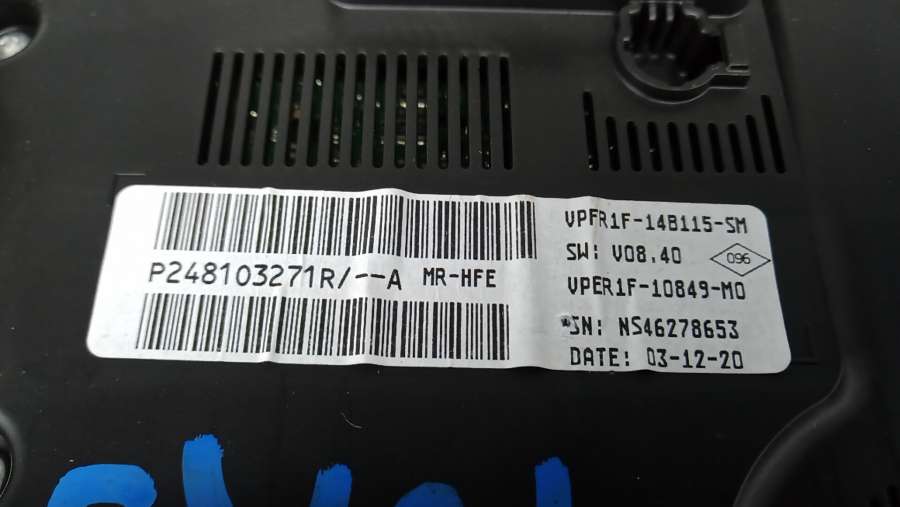 VPFR1F-14B115-SM
SW: V08.40
096
P248103271R/--A MR-HFE
VPER1F-10849-MO
*SN: NS46278653
DATE: 03-12-20